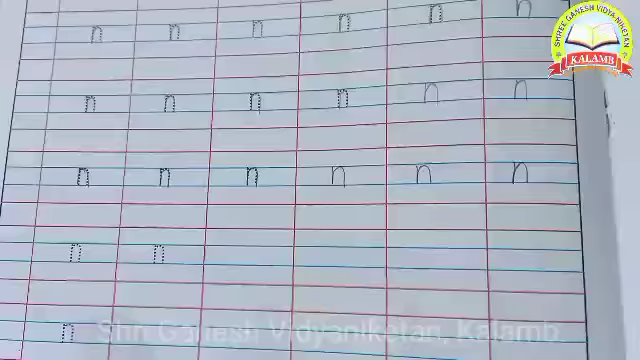 n n n n n n
n n n n n n
n n n n n n
n n
n
SHREE GANESH VIDYA NIKETAN
KALAMB
Shri Ganesh Vidyaniketan, Kalamb